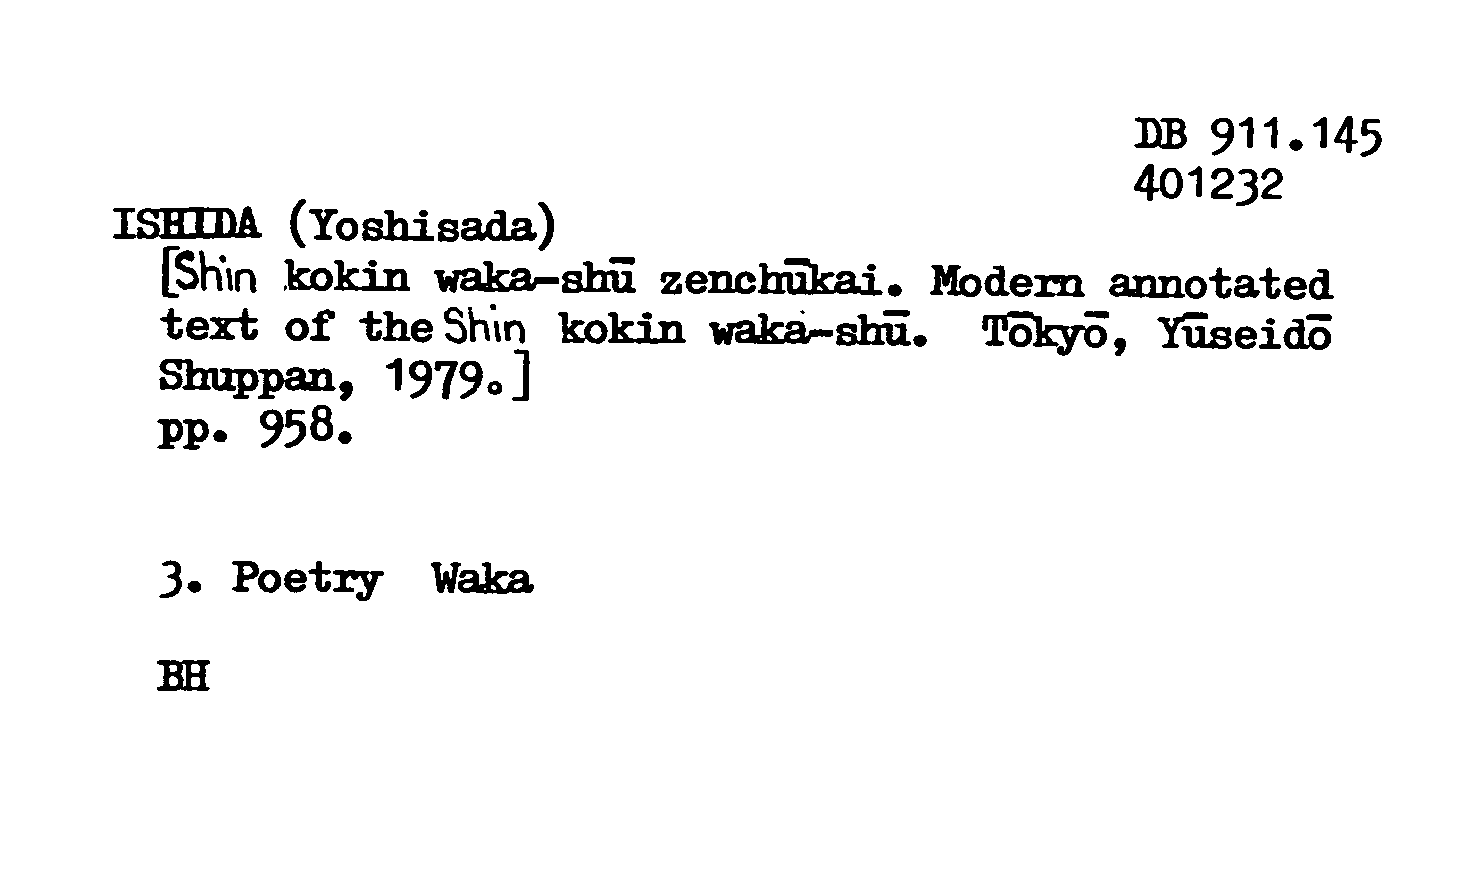 DB 911.145
401232
ISHIDA (Yoshisada)
[Shin kokin waka-shū zenchūkai. Modern annotated
text of the Shin kokin waka-shū. Tōkyō, Yūseidō
Shuppan, 1979.]
pp. 958.
3. Poetry Waka
BH